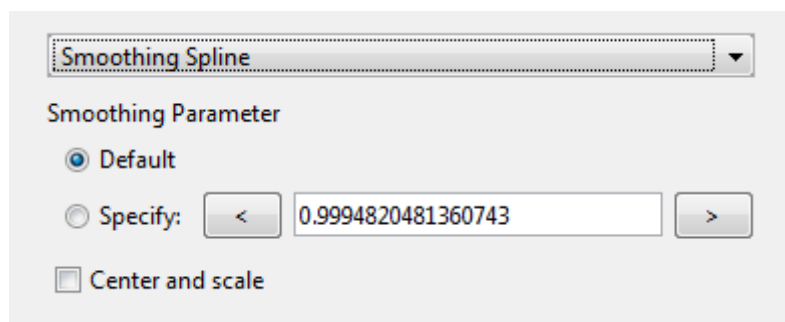 Smoothing Spline
Smoothing Parameter
Default
Specify: < 0.9994820481360743 >
Center and scale